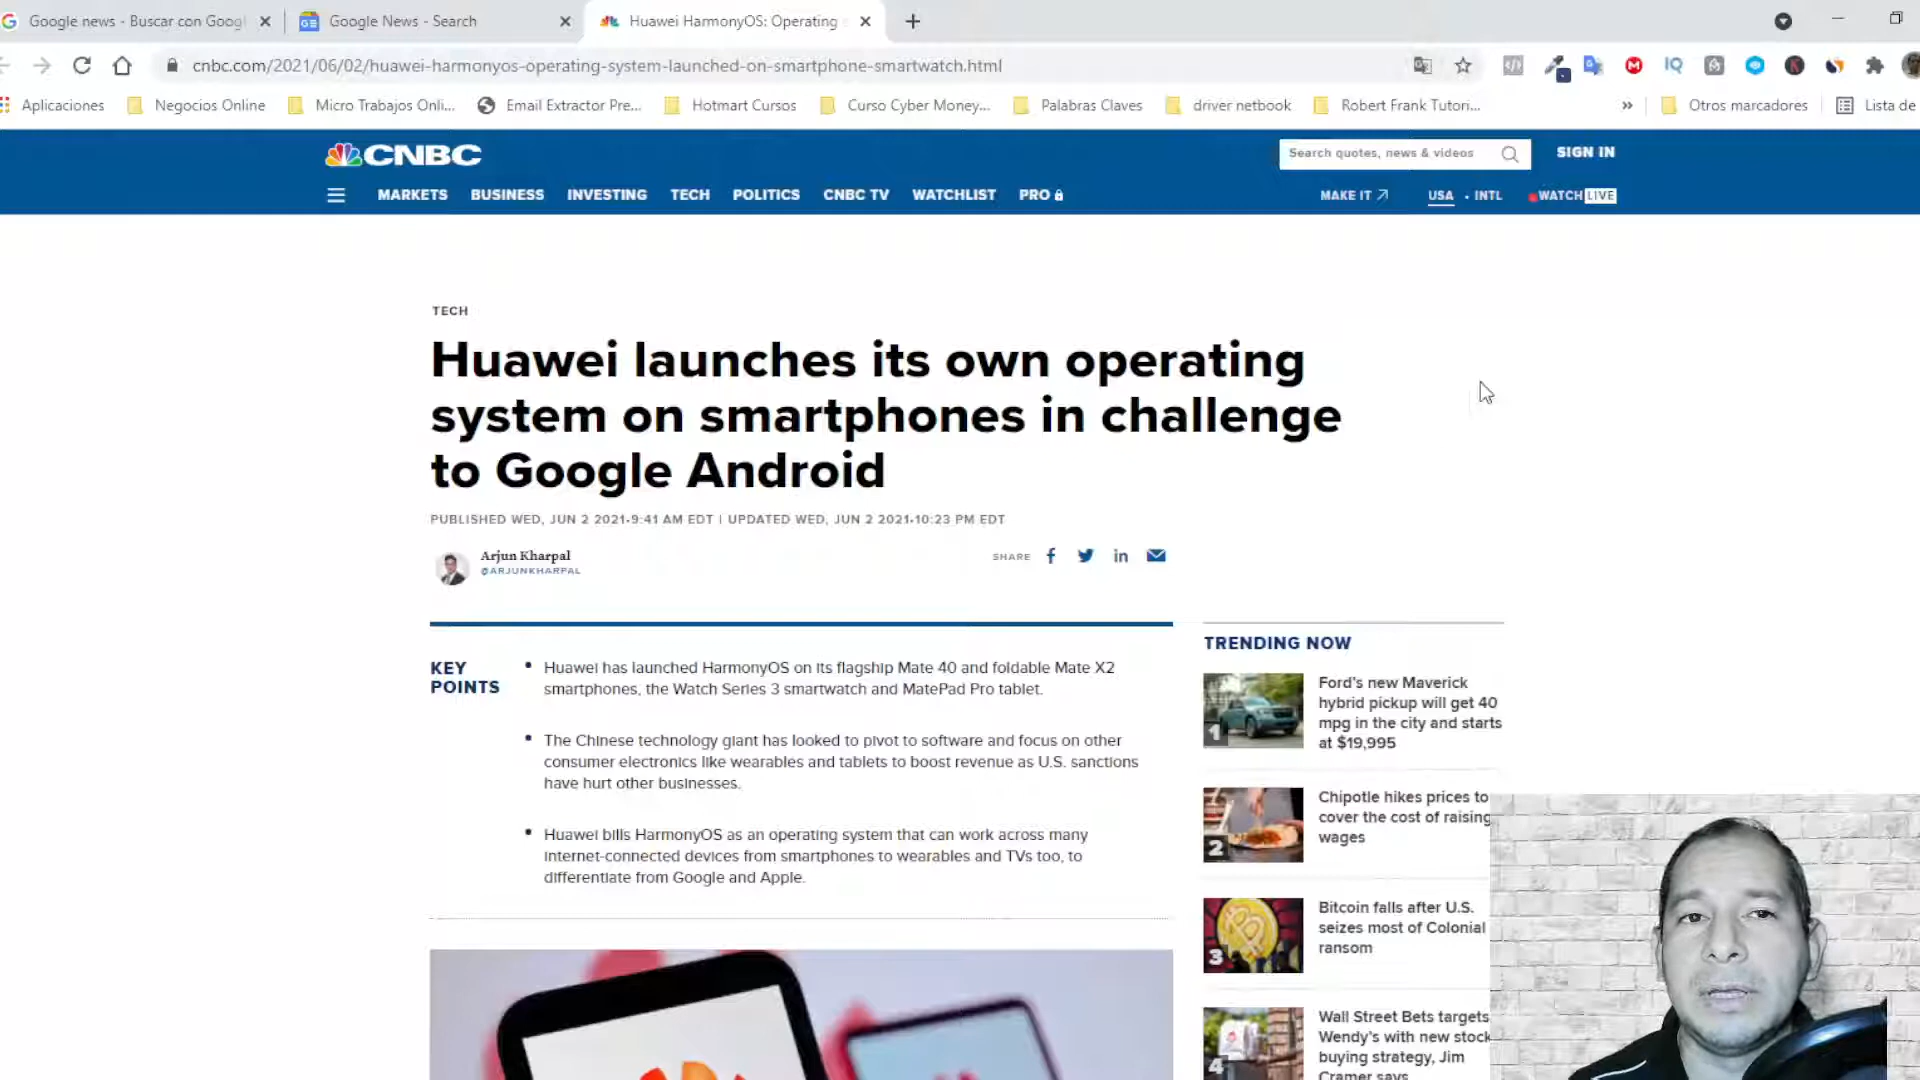 Google news - Buscar con Googl
Google News - Search
Huawei HarmonyOS: Operating
cnbc.com/2021/06/02/huawei-harmonyos-operating-system-launched-on-smartphone-smartwatch.html
Aplicaciones
Negocios Online
Micro Trabajos Onli...
Email Extractor Pre...
Hotmart Cursos
Curso Cyber Money...
Palabras Claves
driver netbook
Robert Frank Tutori...
»
Otros marcadores
Lista de
CNBC
Search quotes, news & videos
SIGN IN
MARKETS BUSINESS INVESTING TECH POLITICS CNBC TV WATCHLIST PRO
MAKE IT
USA • INTL
WATCH LIVE
TECH
Huawei launches its own operating
system on smartphones in challenge
to Google Android
PUBLISHED WED, JUN 2 2021•9:41 AM EDT | UPDATED WED, JUN 2 2021•10:23 PM EDT
Arjun Kharpal
@ARJUNKHARPAL
SHARE
KEY
POINTS
• Huawei has launched HarmonyOS on its flagship Mate 40 and foldable Mate X2
smartphones, the Watch Series 3 smartwatch and MatePad Pro tablet.
• The Chinese technology giant has looked to pivot to software and focus on other
consumer electronics like wearables and tablets to boost revenue as U.S. sanctions
have hurt other businesses.
• Huawei bills HarmonyOS as an operating system that can work across many
internet-connected devices from smartphones to wearables and TVs too, to
differentiate from Google and Apple.
TRENDING NOW
1
Ford's new Maverick
hybrid pickup will get 40
mpg in the city and starts
at $19,995
2
Chipotle hikes prices to
cover the cost of raising
wages
3
Bitcoin falls after U.S.
seizes most of Colonial
ransom
4
Wall Street Bets targets
Wendy's with new stock
buying strategy, Jim
Cramer says